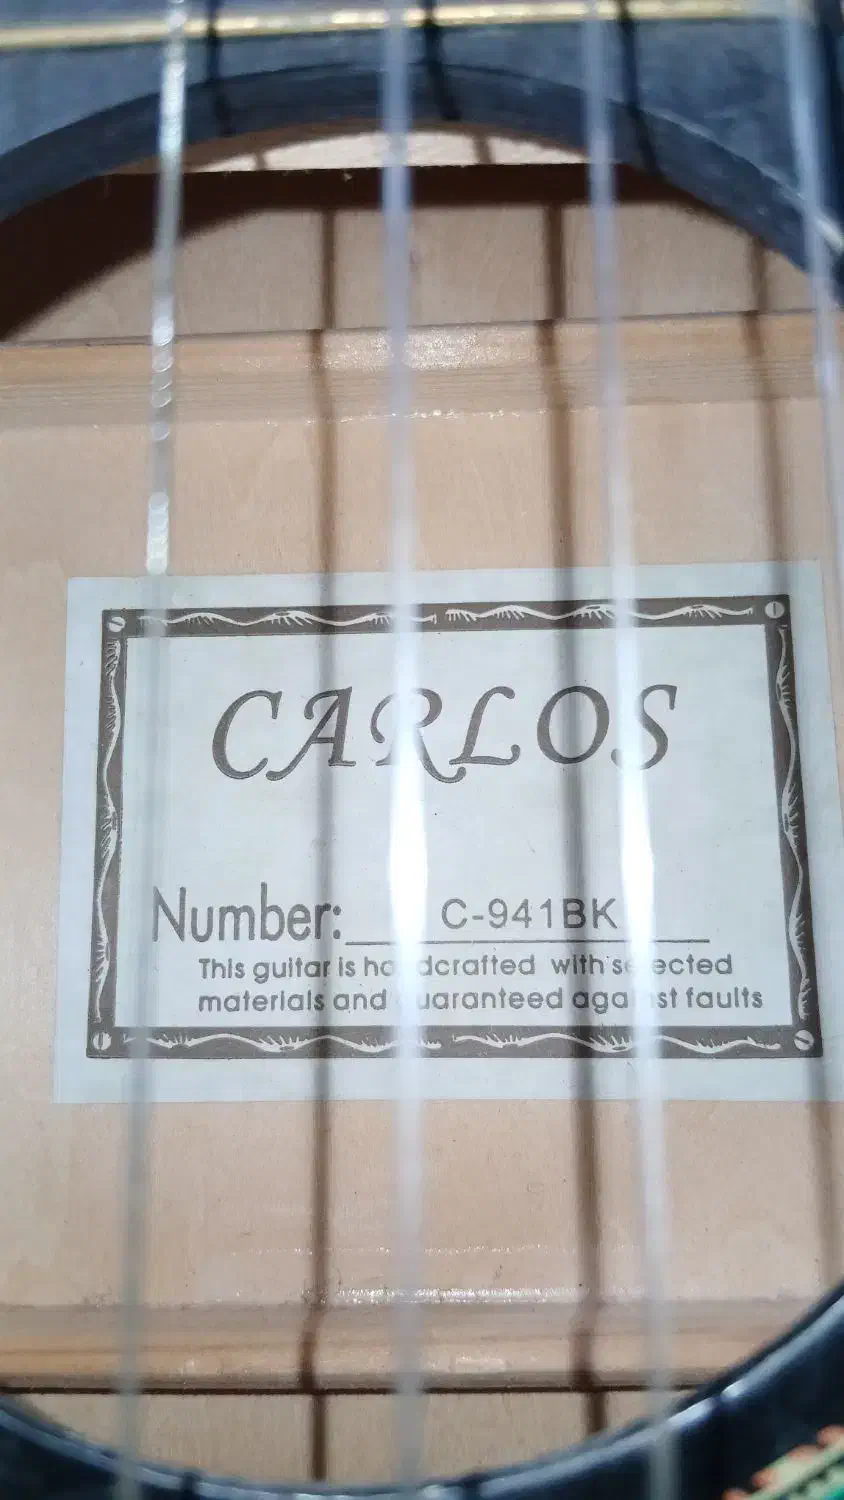 CARLOS
Number: C-941BK
This guitar is handcrafted with selected
materials and guaranteed against faults